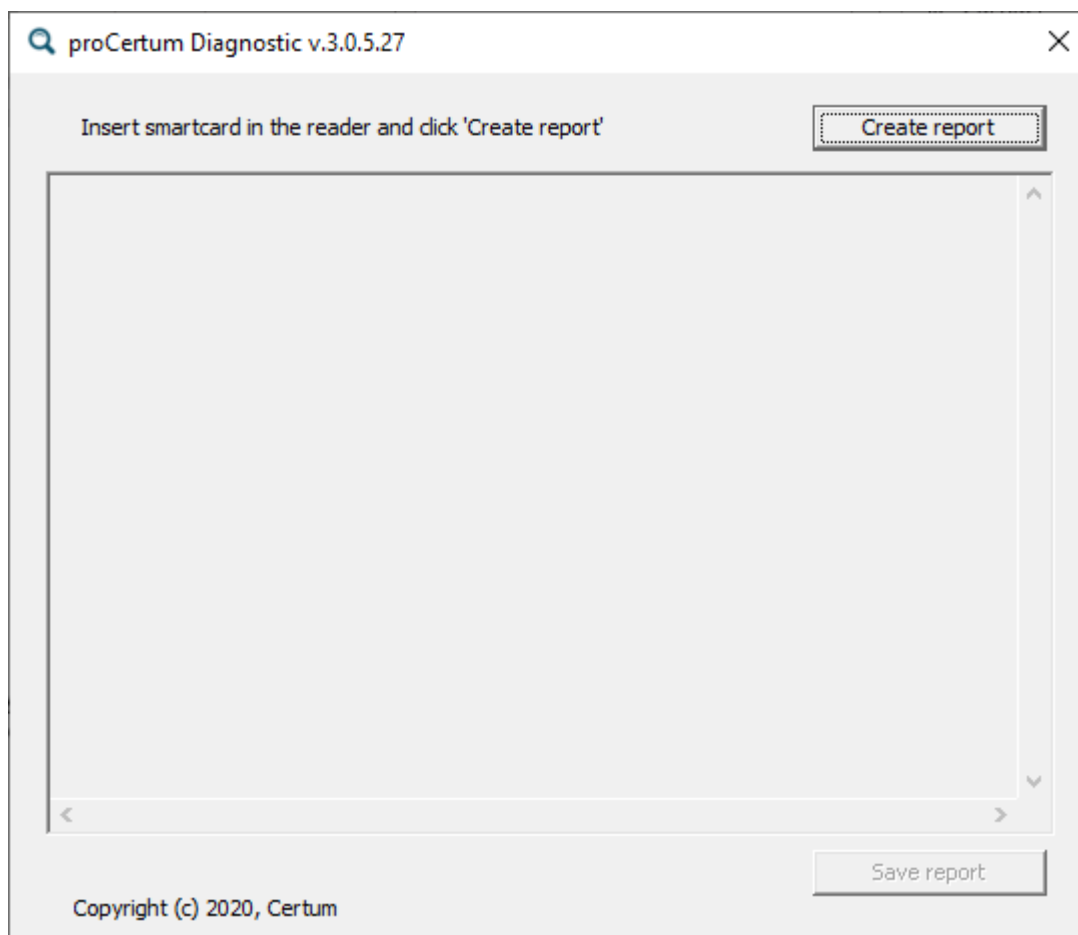 proCertum Diagnostic v.3.0.5.27
Insert smartcard in the reader and click 'Create report'
Create report
Save report
Copyright (c) 2020, Certum